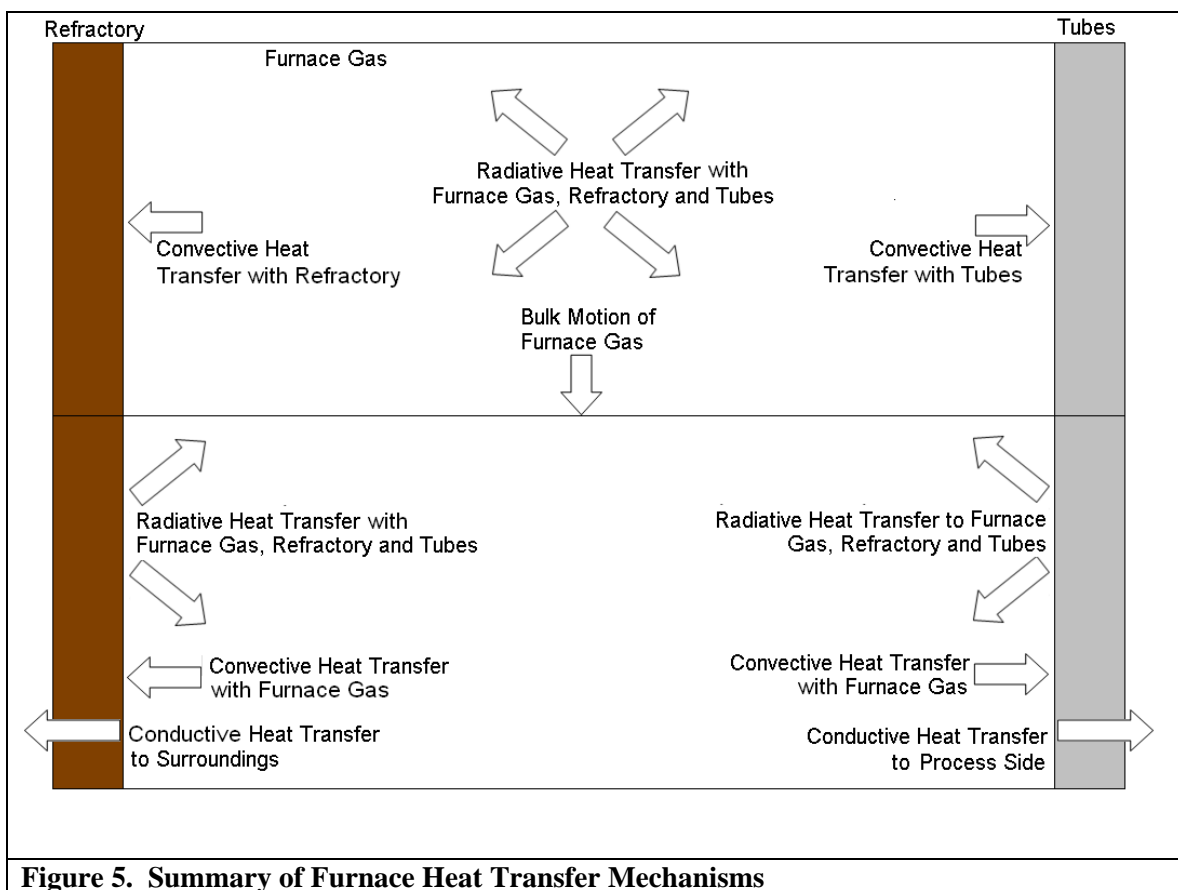 Refractory
Tubes
Furnace Gas
Radiative Heat Transfer with
Furnace Gas, Refractory and Tubes
Convective Heat
Transfer with Refractory
Convective Heat
Transfer with Tubes
Bulk Motion of
Furnace Gas
Radiative Heat Transfer with
Furnace Gas, Refractory and Tubes
Radiative Heat Transfer to Furnace
Gas, Refractory and Tubes
Convective Heat Transfer
with Furnace Gas
Convective Heat Transfer
with Furnace Gas
Conductive Heat Transfer
to Surroundings
Conductive Heat Transfer
to Process Side
Figure 5. Summary of Furnace Heat Transfer Mechanisms